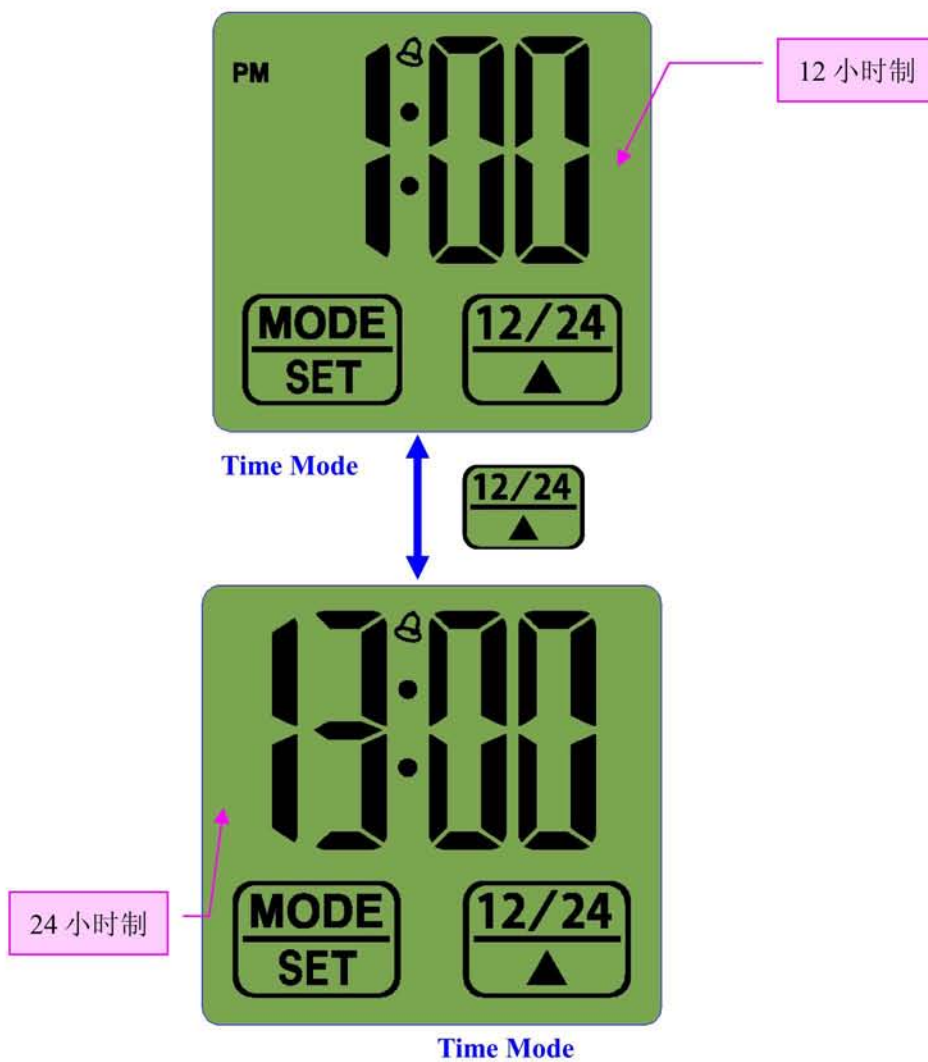 PM
1:00
12 小时制
MODE
SET
12/24
Time Mode
12/24
13:00
24 小时制
MODE
SET
12/24
Time Mode